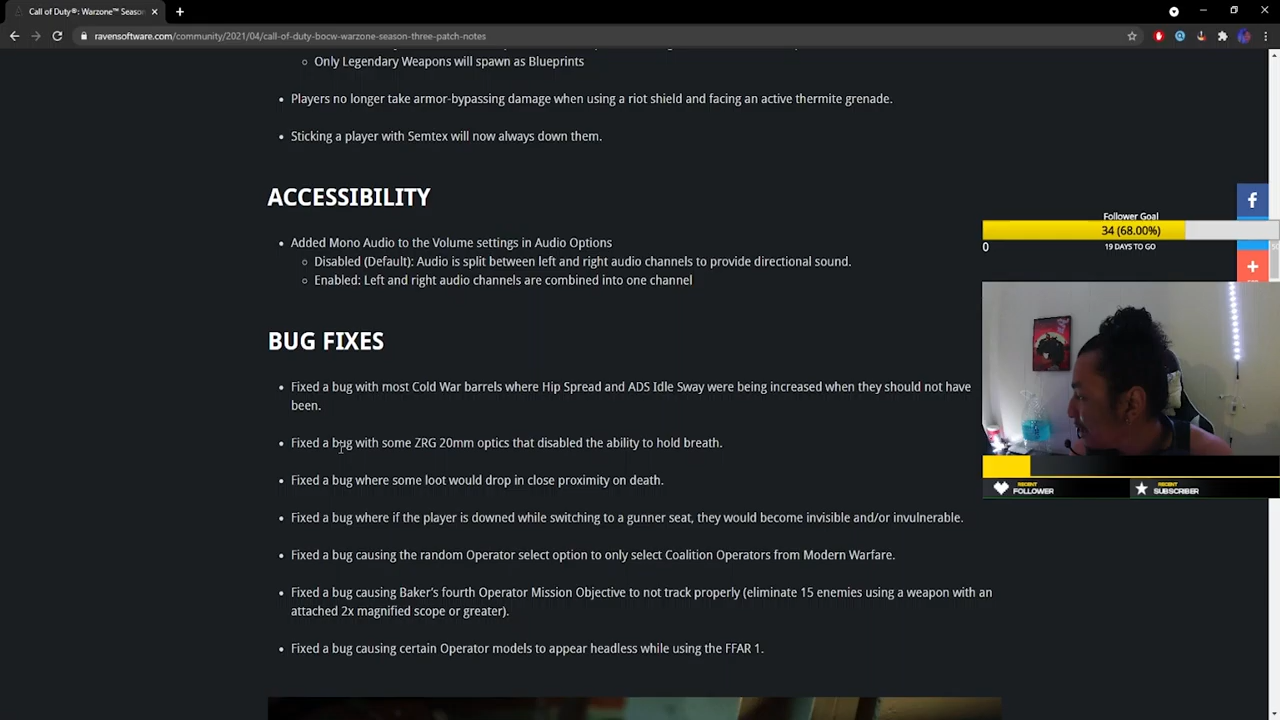 Call of Duty®: Warzone™ Seaso
ravensoftware.com/community/2021/04/call-of-duty-bocw-warzone-season-three-patch-notes
Only Legendary Weapons will spawn as Blueprints
Players no longer take armor-bypassing damage when using a riot shield and facing an active thermite grenade.
Sticking a player with Semtex will now always down them.
ACCESSIBILITY
Added Mono Audio to the Volume settings in Audio Options
Disabled (Default): Audio is split between left and right audio channels to provide directional sound.
Enabled: Left and right audio channels are combined into one channel
BUG FIXES
Fixed a bug with most Cold War barrels where Hip Spread and ADS Idle Sway were being increased when they should not have
been.
Fixed a bug with some ZRG 20mm optics that disabled the ability to hold breath.
Fixed a bug where some loot would drop in close proximity on death.
Fixed a bug where if the player is downed while switching to a gunner seat, they would become invisible and/or invulnerable.
Fixed a bug causing the random Operator select option to only select Coalition Operators from Modern Warfare.
Fixed a bug causing Baker's fourth Operator Mission Objective to not track properly (eliminate 15 enemies using a weapon with an
attached 2x magnified scope or greater).
Fixed a bug causing certain Operator models to appear headless while using the FFAR 1.
Follower Goal
34 (68.00%)
0
19 DAYS TO GO
RECENT
FOLLOWER
RECENT
SUBSCRIBER